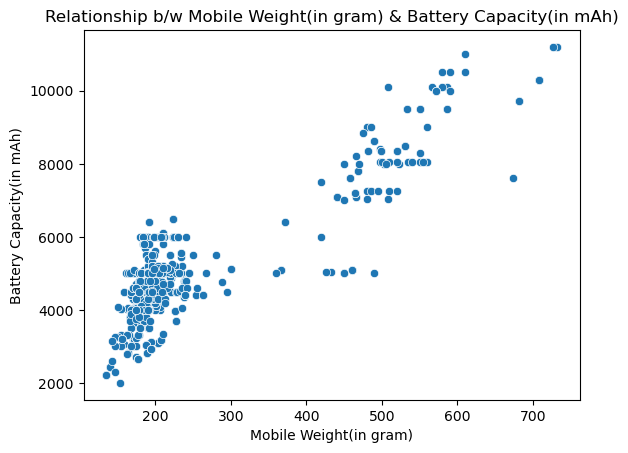 Relationship b/w Mobile Weight(in gram) & Battery Capacity(in mAh)
Battery Capacity(in mAh)
10000
8000
6000
4000
2000
200 300 400 500 600 700
Mobile Weight(in gram)